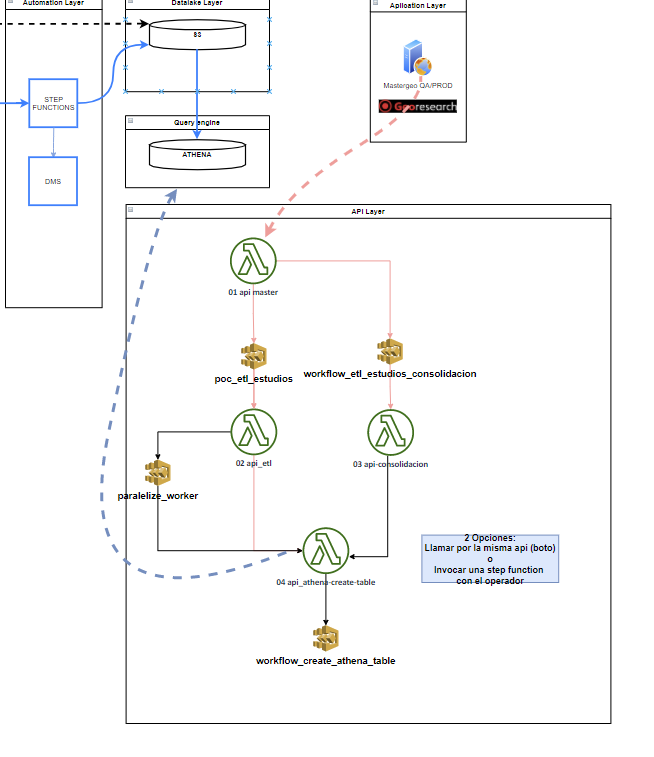 Automation Layer
Datalake Layer
Apllcation Layer
S3
STEP
FUNCTIONS
DMS
Query engine
ATHENA
Mastergeo QA/PROD
Georesearch
API Layer
01 api master
poc_etl_estudios
workflow_etl_estudios_consolidacion
02 api_etl
03 api-consolidacion
paralelize_worker
2 Opciones:
Llamar por la misma api (boto)
o
Invocar una step function
con el operador
04 api_athena-create-table
workflow_create_athena_table